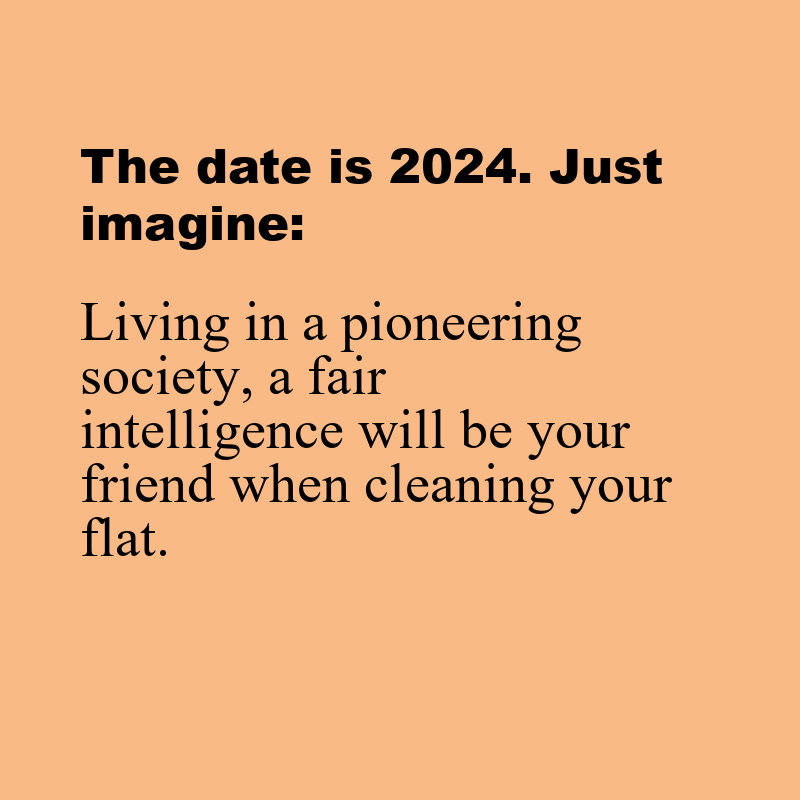 The date is 2024. Just
imagine:
Living in a pioneering
society, a fair
intelligence will be your
friend when cleaning your
flat.